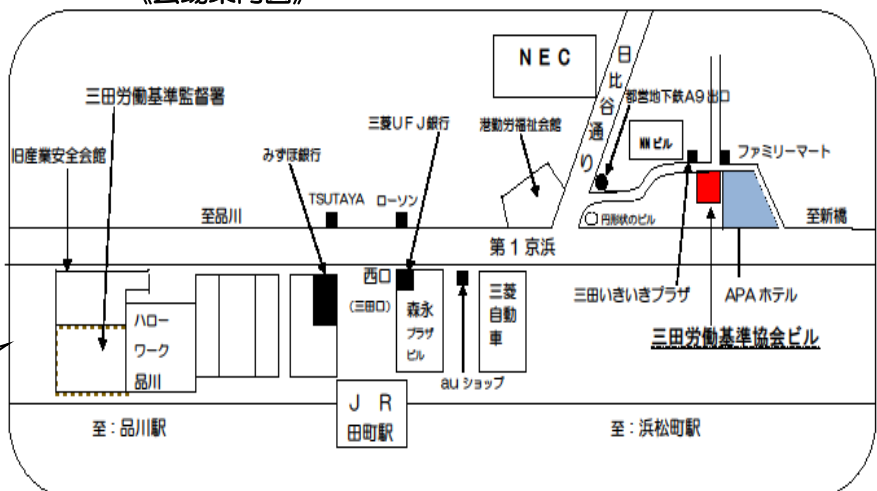 《会場案内図》
NEC
日比谷通り
三田労働基準監督署
都営地下鉄A9出口
三菱UFJ銀行
港勤労福祉会館
NNビル
旧産業安全会館
みずほ銀行
ファミリーマート
TSUTAYA
ローソン
至品川
円形状のビル
至新橋
第1京浜
西口
(三田口)
森永
プラザ
ビル
三菱
自動
車
三田いきいきプラザ
APAホテル
ハロー
ワーク
品川
三田労働基準協会ビル
auショップ
JR
田町駅
至:品川駅
至:浜松町駅